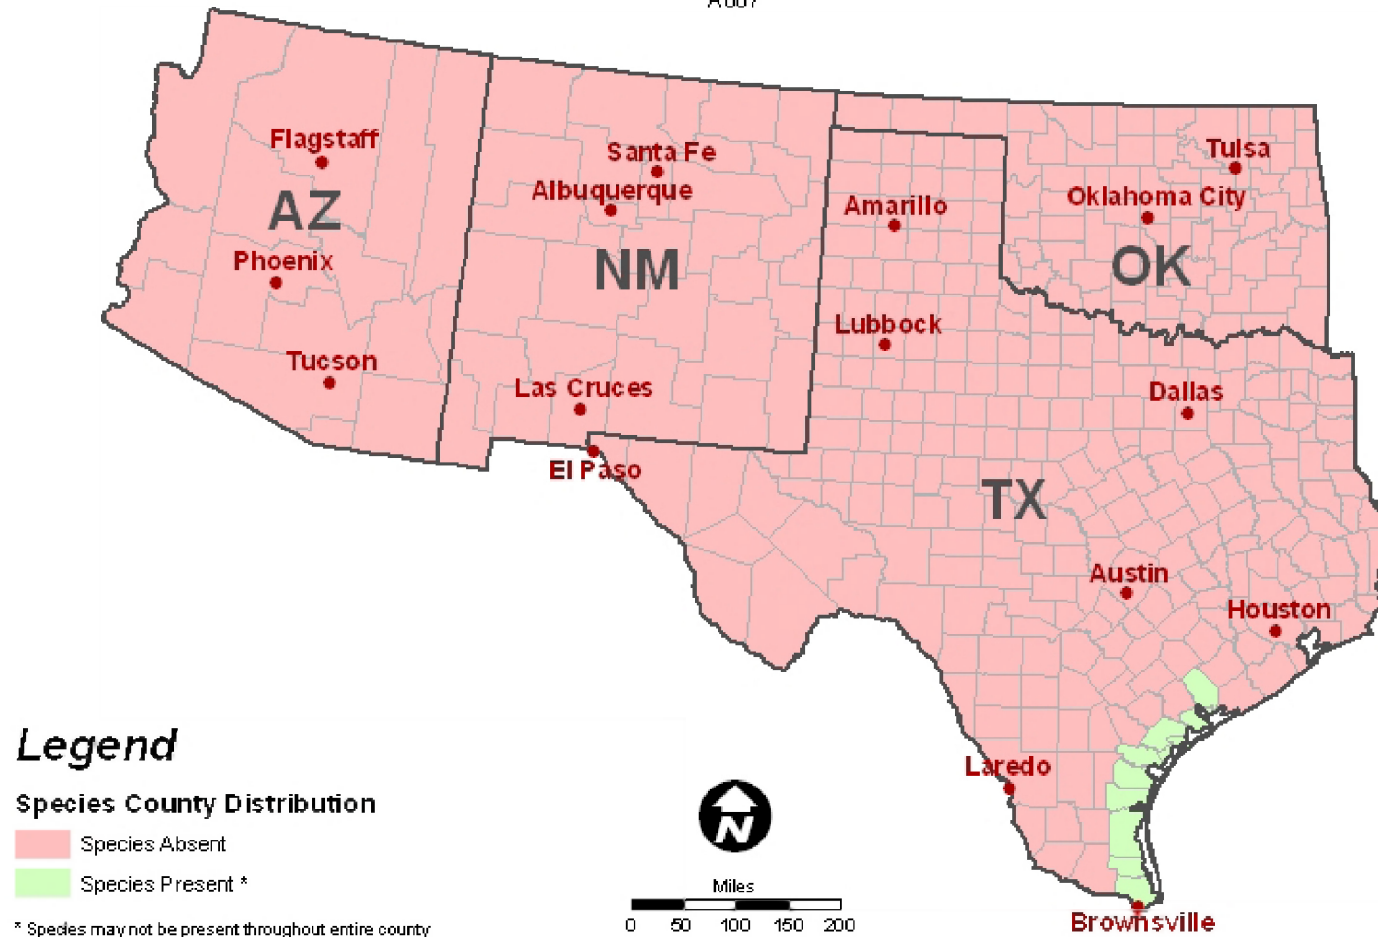 Flagstaff
Santa Fe
Tulsa
Albuquerque
Oklahoma City
AZ
Amarillo
Phoenix
NM
OK
Lubbock
Tucson
Las Cruces
Dallas
El Paso
TX
Austin
Houston
Legend
Laredo
Species County Distribution
N
Species Absent
Species Present *
Miles
0 50 100 150 200
Brownsville
* Species may not be present throughout entire county